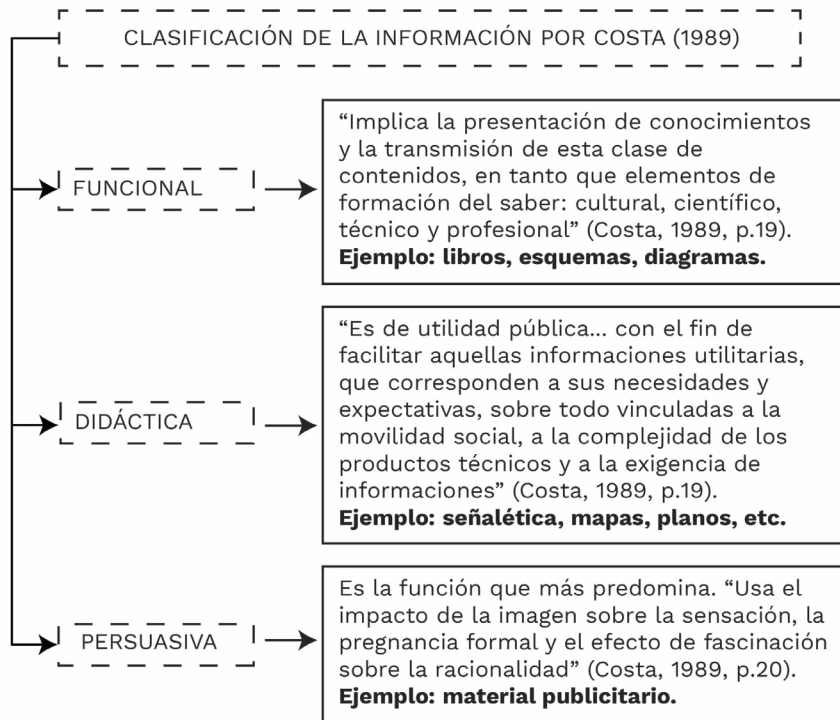 CLASIFICACIÓN DE LA INFORMACIÓN POR COSTA (1989)
FUNCIONAL
“Implica la presentación de conocimientos
y la transmisión de esta clase de
contenidos, en tanto que elementos de
formación del saber: cultural, científico,
técnico y profesional” (Costa, 1989, p.19).
Ejemplo: libros, esquemas, diagramas.
DIDÁCTICA
“Es de utilidad pública... con el fin de
facilitar aquellas informaciones utilitarias,
que corresponden a sus necesidades y
expectativas, sobre todo vinculadas a la
movilidad social, a la complejidad de los
productos técnicos y a la exigencia de
informaciones” (Costa, 1989, p.19).
Ejemplo: señalética, mapas, planos, etc.
PERSUASIVA
Es la función que más predomina. “Usa el
impacto de la imagen sobre la sensación, la
pregnancia formal y el efecto de fascinación
sobre la racionalidad” (Costa, 1989, p.20).
Ejemplo: material publicitario.